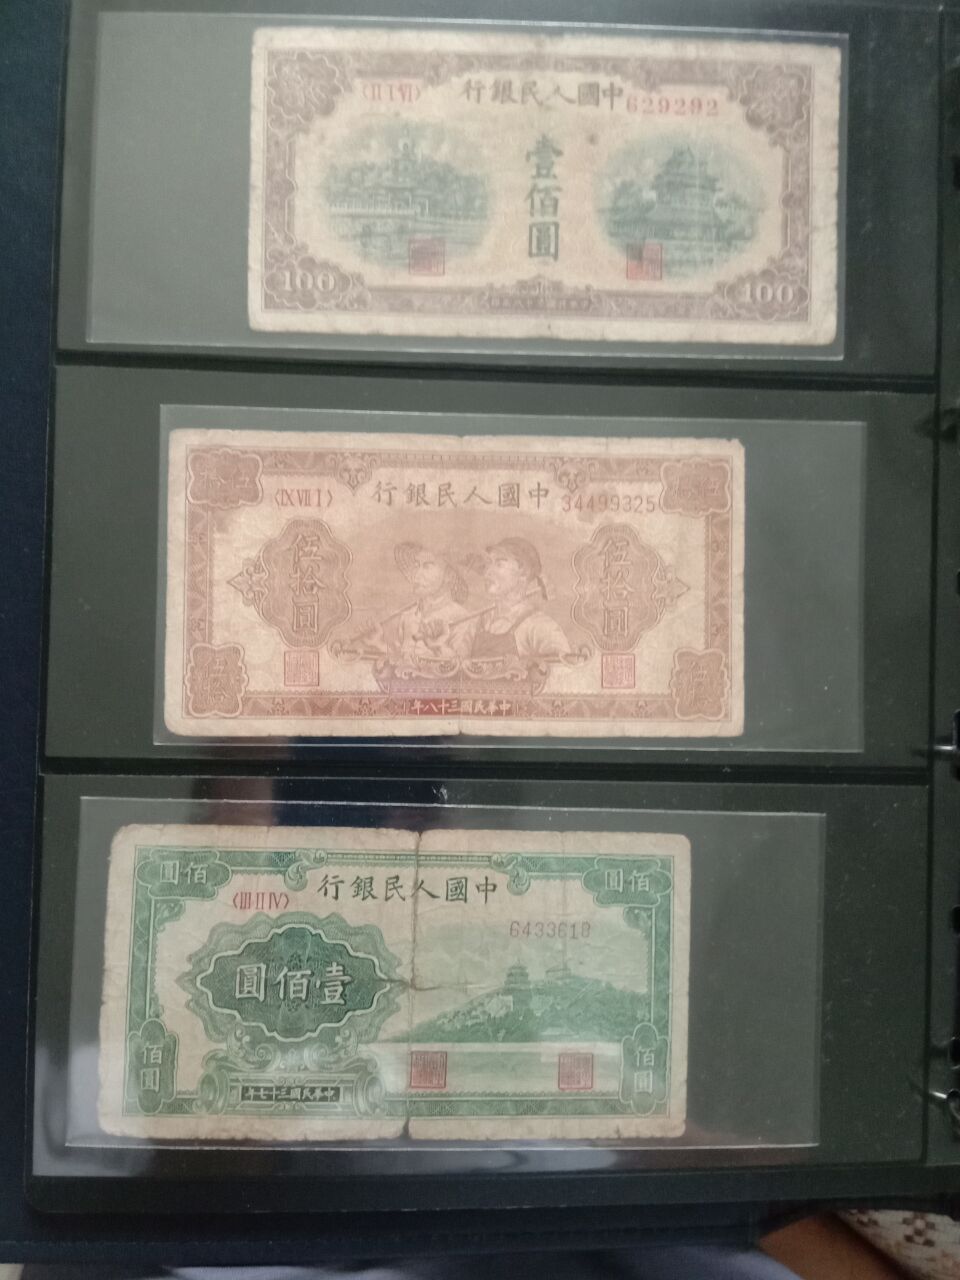 〈II I VI〉
行銀民人國中
629292
壹佰圓
100
100
〈IX VII I〉
行銀民人國中
34499325
伍拾圓
伍拾圓
年八十三國民華中
圓佰
圓佰
〈III II IV〉
行銀民人國中
6433618
圓佰壹
佰圓
佰圓
年七十三國民華中